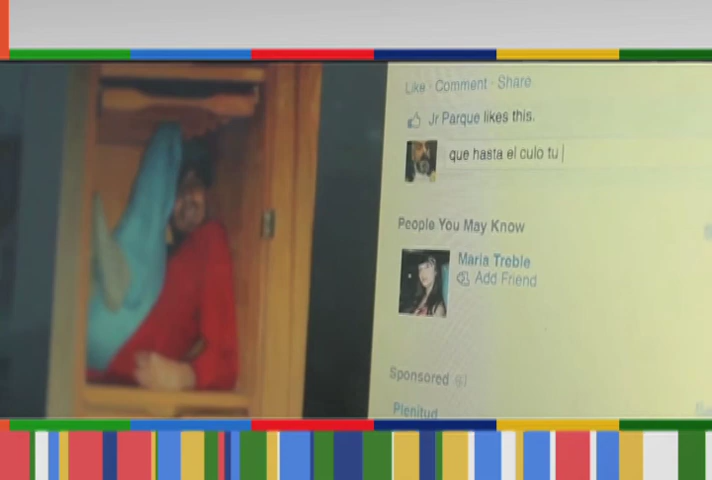 Like · Comment · Share
Jr Parque likes this.
que hasta el culo tu
People You May Know
Maria Treble
Add Friend
Sponsored
Plenitud